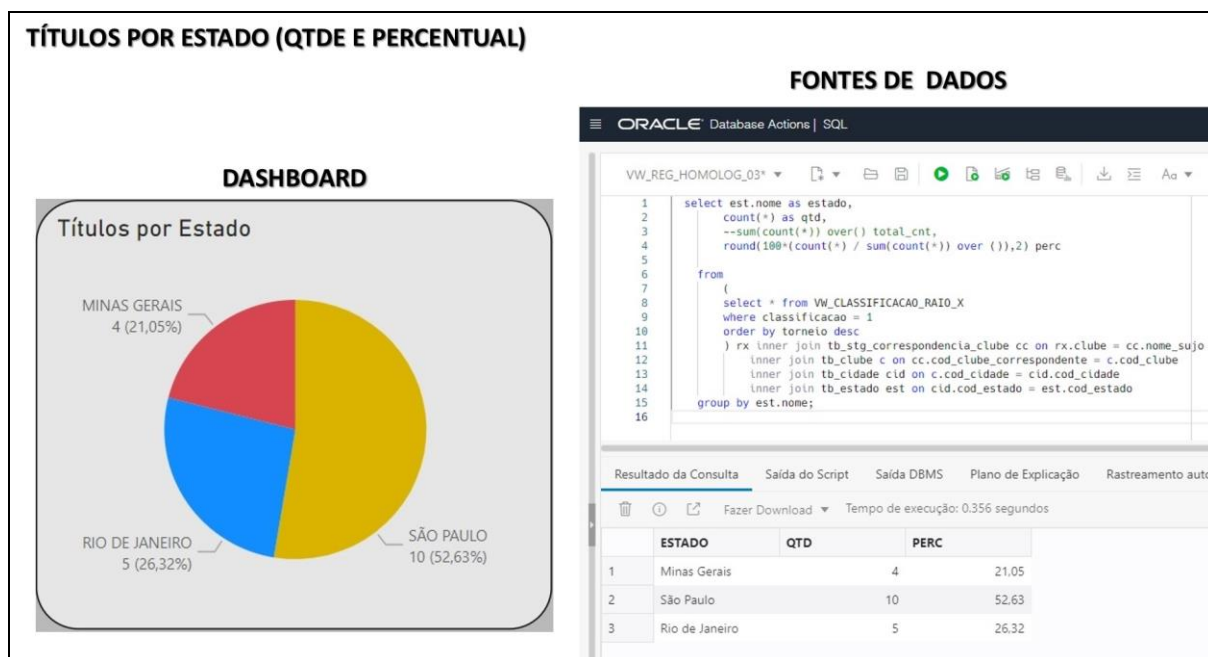 TÍTULOS POR ESTADO (QTDE E PERCENTUAL)
DASHBOARD
Títulos por Estado
MINAS GERAIS
4 (21,05%)
RIO DE JANEIRO
5 (26,32%)
SÃO PAULO
10 (52,63%)
FONTES DE DADOS
ORACLE Database Actions | SQL
VW_REG_HOMOLOG_03*
Aa
1 select est.nome as estado,
2 count(*) as qtd,
3 --sum(count(*)) over() total_cnt,
4 round(100*(count(*) / sum(count(*)) over ()),2) perc
5
6 from
7 (
8 select * from VW_CLASSIFICACAO_RAIO_X
9 where classificacao = 1
10 order by torneio desc
11 ) rx inner join tb_stg_correspondencia_clube cc on rx.clube = cc.nome_sujo
12 inner join tb_clube c on cc.cod_clube_correspondente = c.cod_clube
13 inner join tb_cidade cid on c.cod_cidade = cid.cod_cidade
14 inner join tb_estado est on cid.cod_estado = est.cod_estado
15 group by est.nome;
16
Resultado da Consulta Saída do Script Saída DBMS Plano de Explicação Rastreamento auto
Fazer Download Tempo de execução: 0.356 segundos
ESTADO QTD PERC
1 Minas Gerais 4 21,05
2 São Paulo 10 52,63
3 Rio de Janeiro 5 26,32